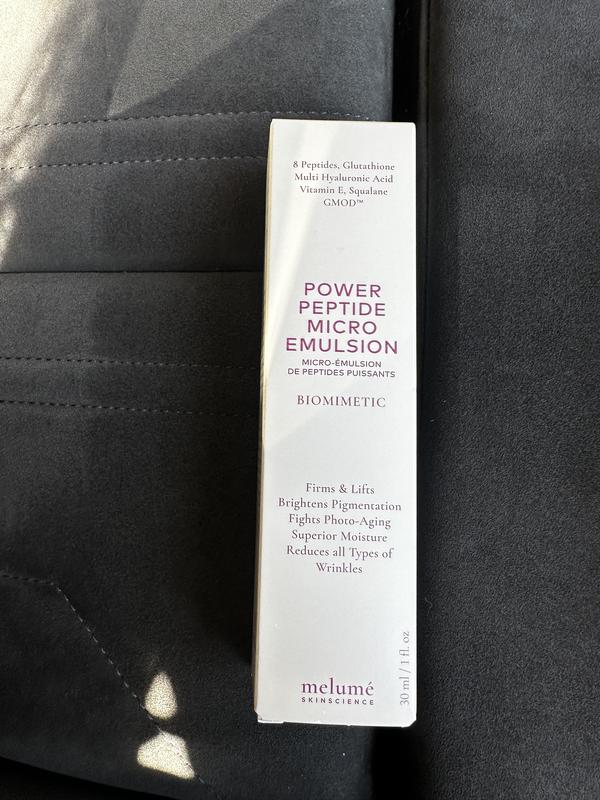 8 Peptides, Glutathione
Multi Hyaluronic Acid
Vitamin E, Squalane
GMOD™
POWER
PEPTIDE
MICRO
EMULSION
MICRO-ÉMULSION
DE PEPTIDES PUISSANTS
BIOMIMETIC
Firms & Lifts
Brightens Pigmentation
Fights Photo-Aging
Superior Moisture
Reduces all Types of
Wrinkles
30 ml / 1 fl. oz
melumé
SKINSCIENCE